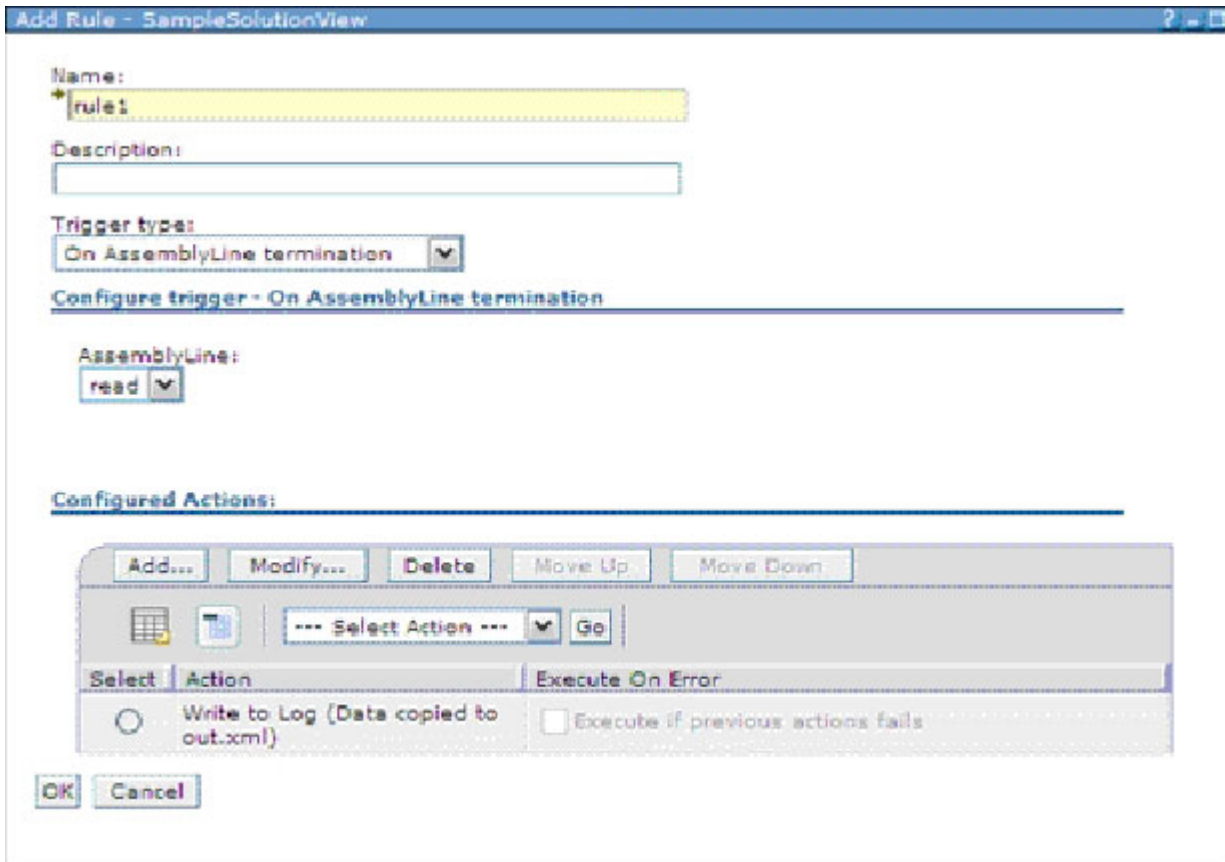 Add Rule - SampleSolutionView
Name:
rule1
Description:
Trigger type:
On AssemblyLine termination
Configure trigger - On AssemblyLine termination
AssemblyLine:
read
Configured Actions:
Add... Modify... Delete Move Up Move Down
--- Select Action --- Go
Select Action Execute On Error
Write to Log (Data copied to
out.xml) Execute if previous actions fails
OK Cancel